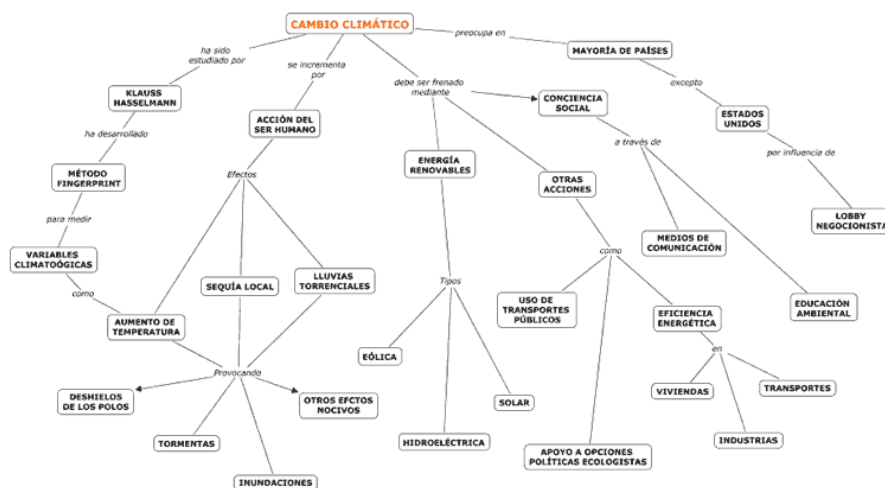 CAMBIO CLIMÁTICO
preocupa en
MAYORÍA DE PAÍSES
ha sido
estudiado por
se incrementa
por
debe ser frenado
mediante
excepto
KLAUSS
HASSELMANN
CONCIENCIA
SOCIAL
ESTADOS
UNIDOS
ACCIÓN DEL
SER HUMANO
ha desarrollado
a través de
por influencia de
ENERGÍA
RENOVABLES
MÉTODO
FINGERPRINT
Efectos
OTRAS
ACCIONES
LOBBY
NEGOCIONISTA
para medir
MEDIOS DE
COMUNICACIÓN
como
VARIABLES
CLIMATOÓGICAS
SEQUÍA LOCAL
LLUVIAS
TORRENCIALES
Tipos
como
USO DE
TRANSPORTES
PÚBLICOS
EDUCACIÓN
AMBIENTAL
AUMENTO DE
TEMPERATURA
EFICIENCIA
ENERGÉTICA
EÓLICA
en
Provocando
DESHIELOS
DE LOS POLOS
OTROS EFCTOS
NOCIVOS
SOLAR
VIVIENDAS
TRANSPORTES
TORMENTAS
HIDROELÉCTRICA
INDUSTRIAS
APOYO A OPCIONES
POLÍTICAS ECOLOGISTAS
INUNDACIONES